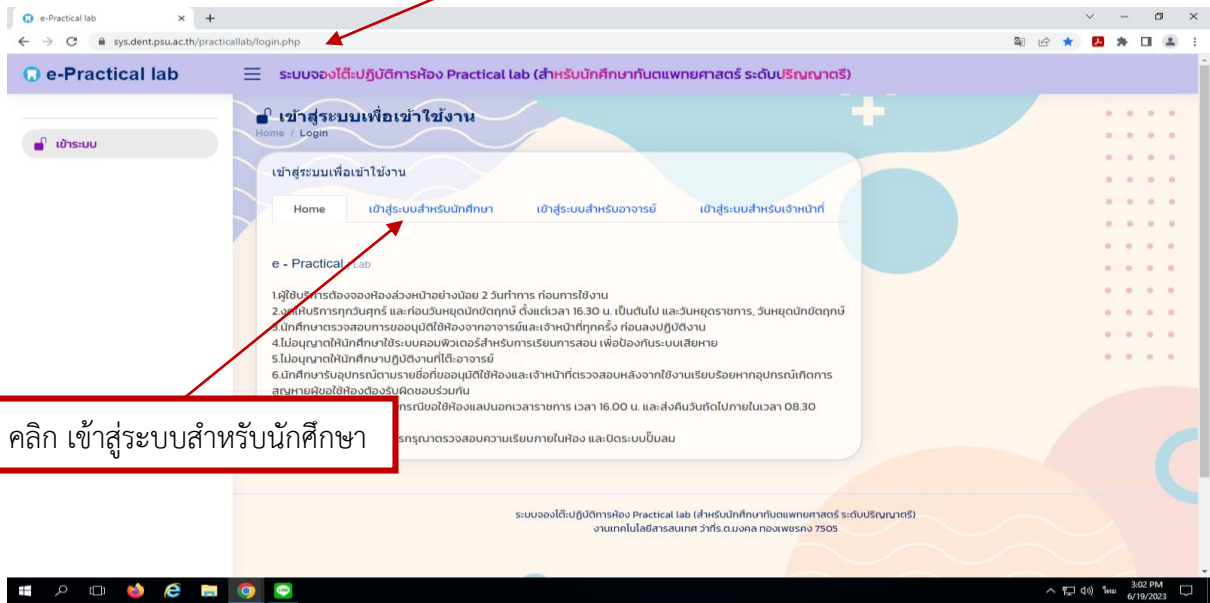 e-Practical lab
sys.dent.psu.ac.th/practicallab/login.php
e-Practical lab
ระบบจองโต๊ะปฏิบัติการห้อง Practical lab (สำหรับนักศึกษาทันตแพทยศาสตร์ ระดับปริญญาตรี)
เข้าระบบ
เข้าสู่ระบบเพื่อเข้าใช้งาน
Home / Login
เข้าสู่ระบบเพื่อเข้าใช้งาน
Home เข้าสู่ระบบสำหรับนักศึกษา เข้าสู่ระบบสำหรับอาจารย์ เข้าสู่ระบบสำหรับเจ้าหน้าที่
e - Practical Lab
1.ผู้ใช้บริการต้องจองห้องล่วงหน้าอย่างน้อย 2 วันทำการ ก่อนการใช้งาน
2.งดให้บริการทุกวันศุกร์ และก่อนวันหยุดนักขัตฤกษ์ ตั้งแต่เวลา 16.30 น. เป็นต้นไป และวันหยุดราชการ, วันหยุดนักขัตฤกษ์
3.นักศึกษาตรวจสอบการขออนุมัติใช้ห้องจากอาจารย์และเจ้าหน้าที่ทุกครั้ง ก่อนลงปฏิบัติงาน
4.ไม่อนุญาตให้นักศึกษาใช้ระบบคอมพิวเตอร์สำหรับการเรียนการสอน เพื่อป้องกันระบบเสียหาย
5.ไม่อนุญาตให้นักศึกษาปฏิบัติงานที่โต๊ะอาจารย์
6.นักศึกษารับอุปกรณ์ตามรายชื่อที่ขออนุมัติใช้ห้องและเจ้าหน้าที่ตรวจสอบหลังจากใช้งานเรียบร้อยหากอุปกรณ์เกิดการ
สูญหายผู้ขอใช้ห้องต้องรับผิดชอบร่วมกัน
กรณีขอใช้ห้องแลปนอกเวลาราชการ เวลา 16.00 น. และส่งคืนวันถัดไปภายในเวลา 08.30
กรุณาตรวจสอบความเรียบภายในห้อง และปิดระบบปั๊มลม
คลิก เข้าสู่ระบบสำหรับนักศึกษา
ระบบจองโต๊ะปฏิบัติการห้อง Practical lab (สำหรับนักศึกษาทันตแพทยศาสตร์ ระดับปริญญาตรี)
งานเทคโนโลยีสารสนเทศ ว่าที่ร.ต.มงคล ทองเพชรคง 7505
ไทย
3:02 PM
6/19/2023